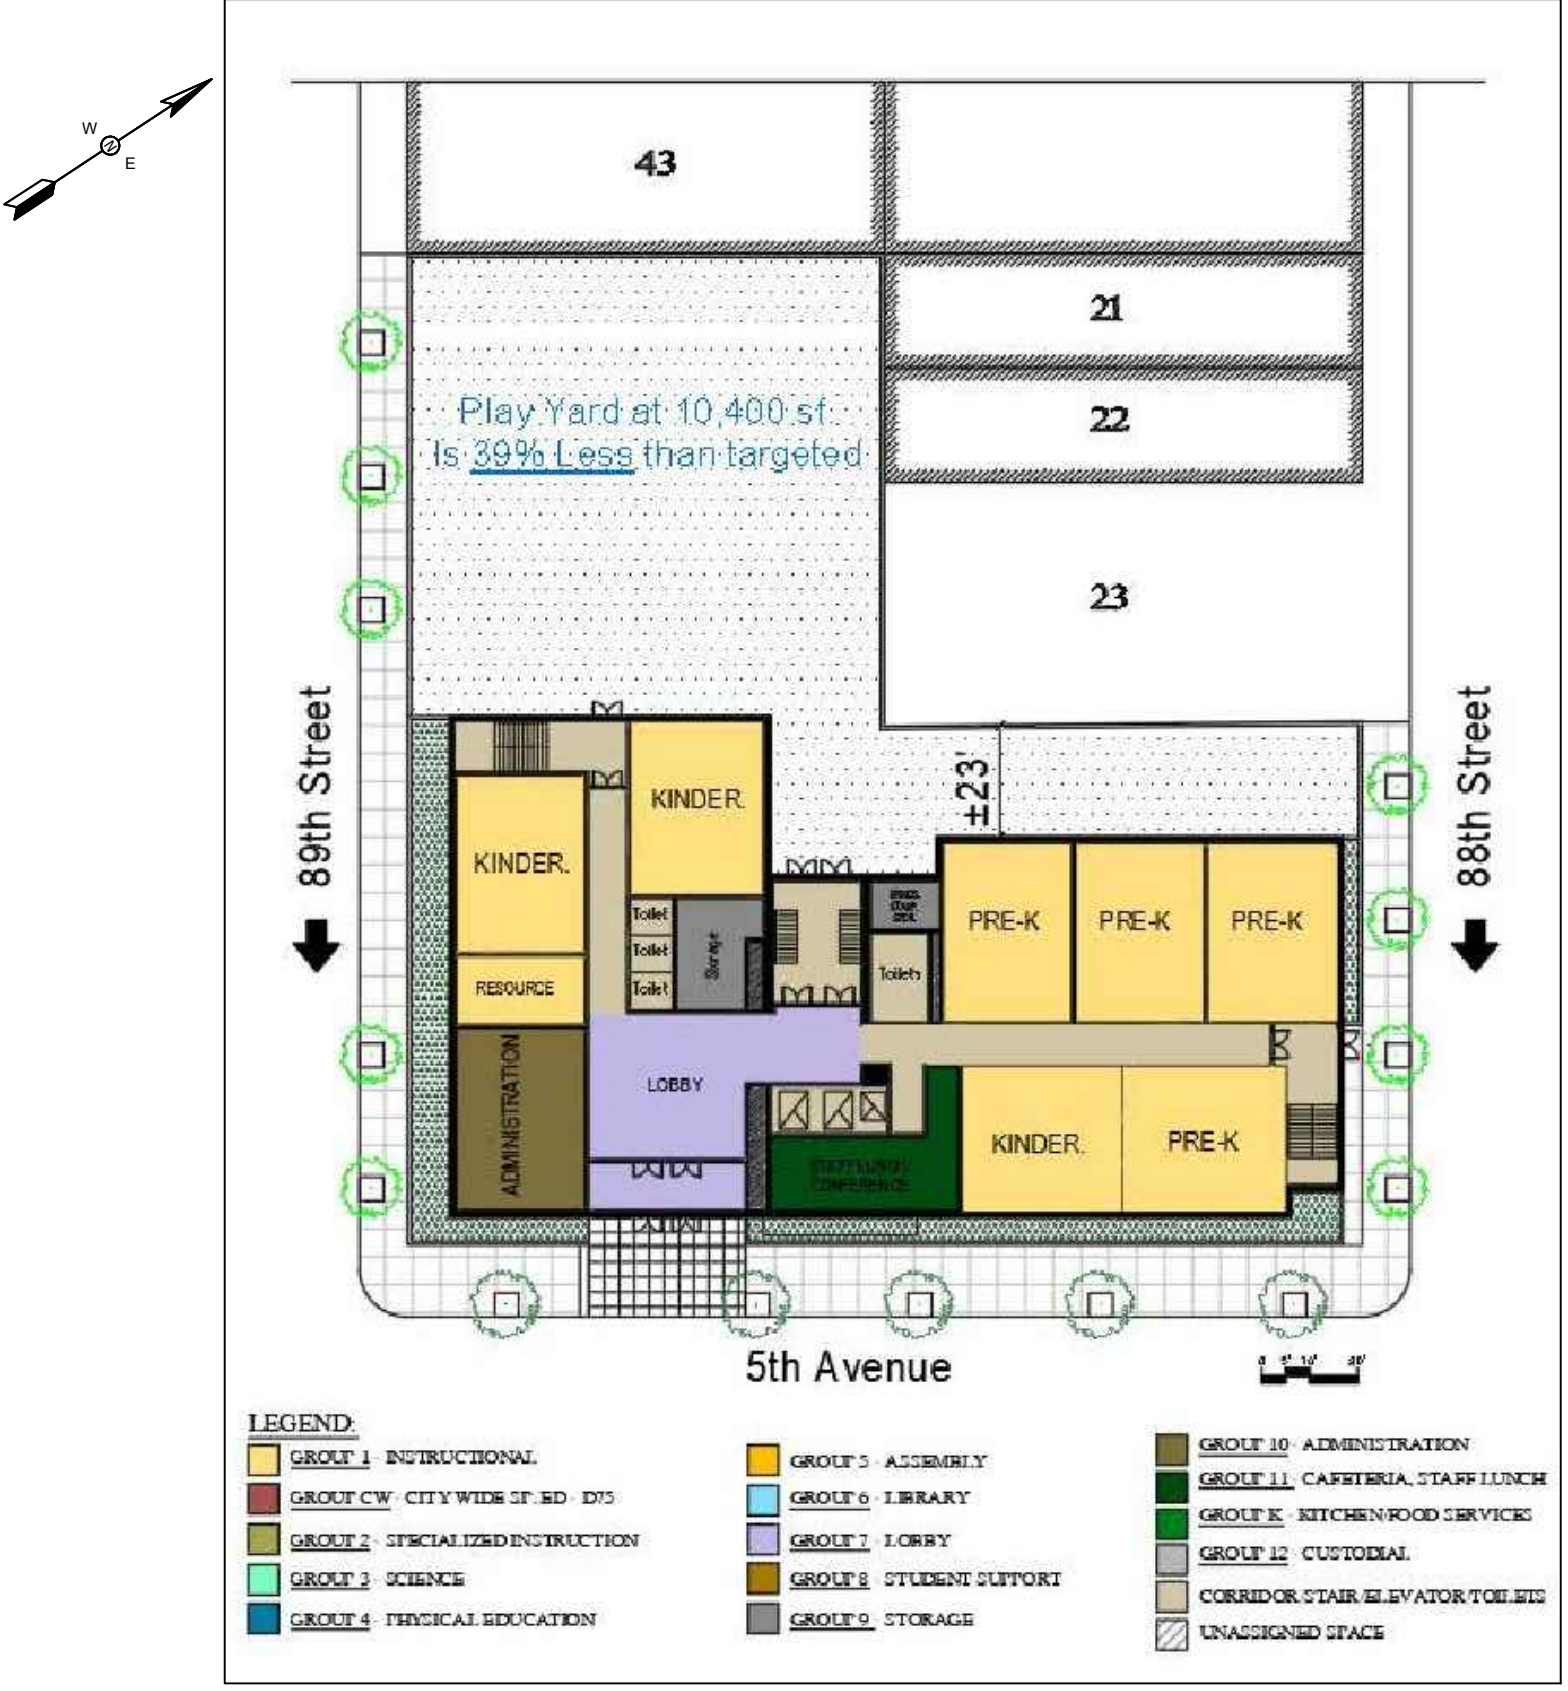 W
N
E
43
21
22
23
Play Yard at 10,400 sf
Is 39% Less than targeted
±23'
89th Street
88th Street
KINDER.
KINDER.
RESOURCE
ADMINISTRATION
Toilet
Toilet
Toilet
Storage
LOBBY
Toilets
PRE-K
PRE-K
PRE-K
STAFF LUNCH/
CONFERENCE
KINDER.
PRE-K
5th Avenue
0
LEGEND:
GROUP 1 - INSTRUCTIONAL
GROUP CW - CITY WIDE SP. ED - D75
GROUP 2 - SPECIALIZED INSTRUCTION
GROUP 3 - SCIENCE
GROUP 4 - PHYSICAL EDUCATION
GROUP 5 - ASSEMBLY
GROUP 6 - LIBRARY
GROUP 7 - LOBBY
GROUP 8 - STUDENT SUPPORT
GROUP 9 - STORAGE
GROUP 10 - ADMINISTRATION
GROUP 11 - CAFETERIA, STAFF LUNCH
GROUP K - KITCHEN/FOOD SERVICES
GROUP 12 - CUSTODIAL
CORRIDOR/STAIR/ELEVATOR/TOILETS
UNASSIGNED SPACE